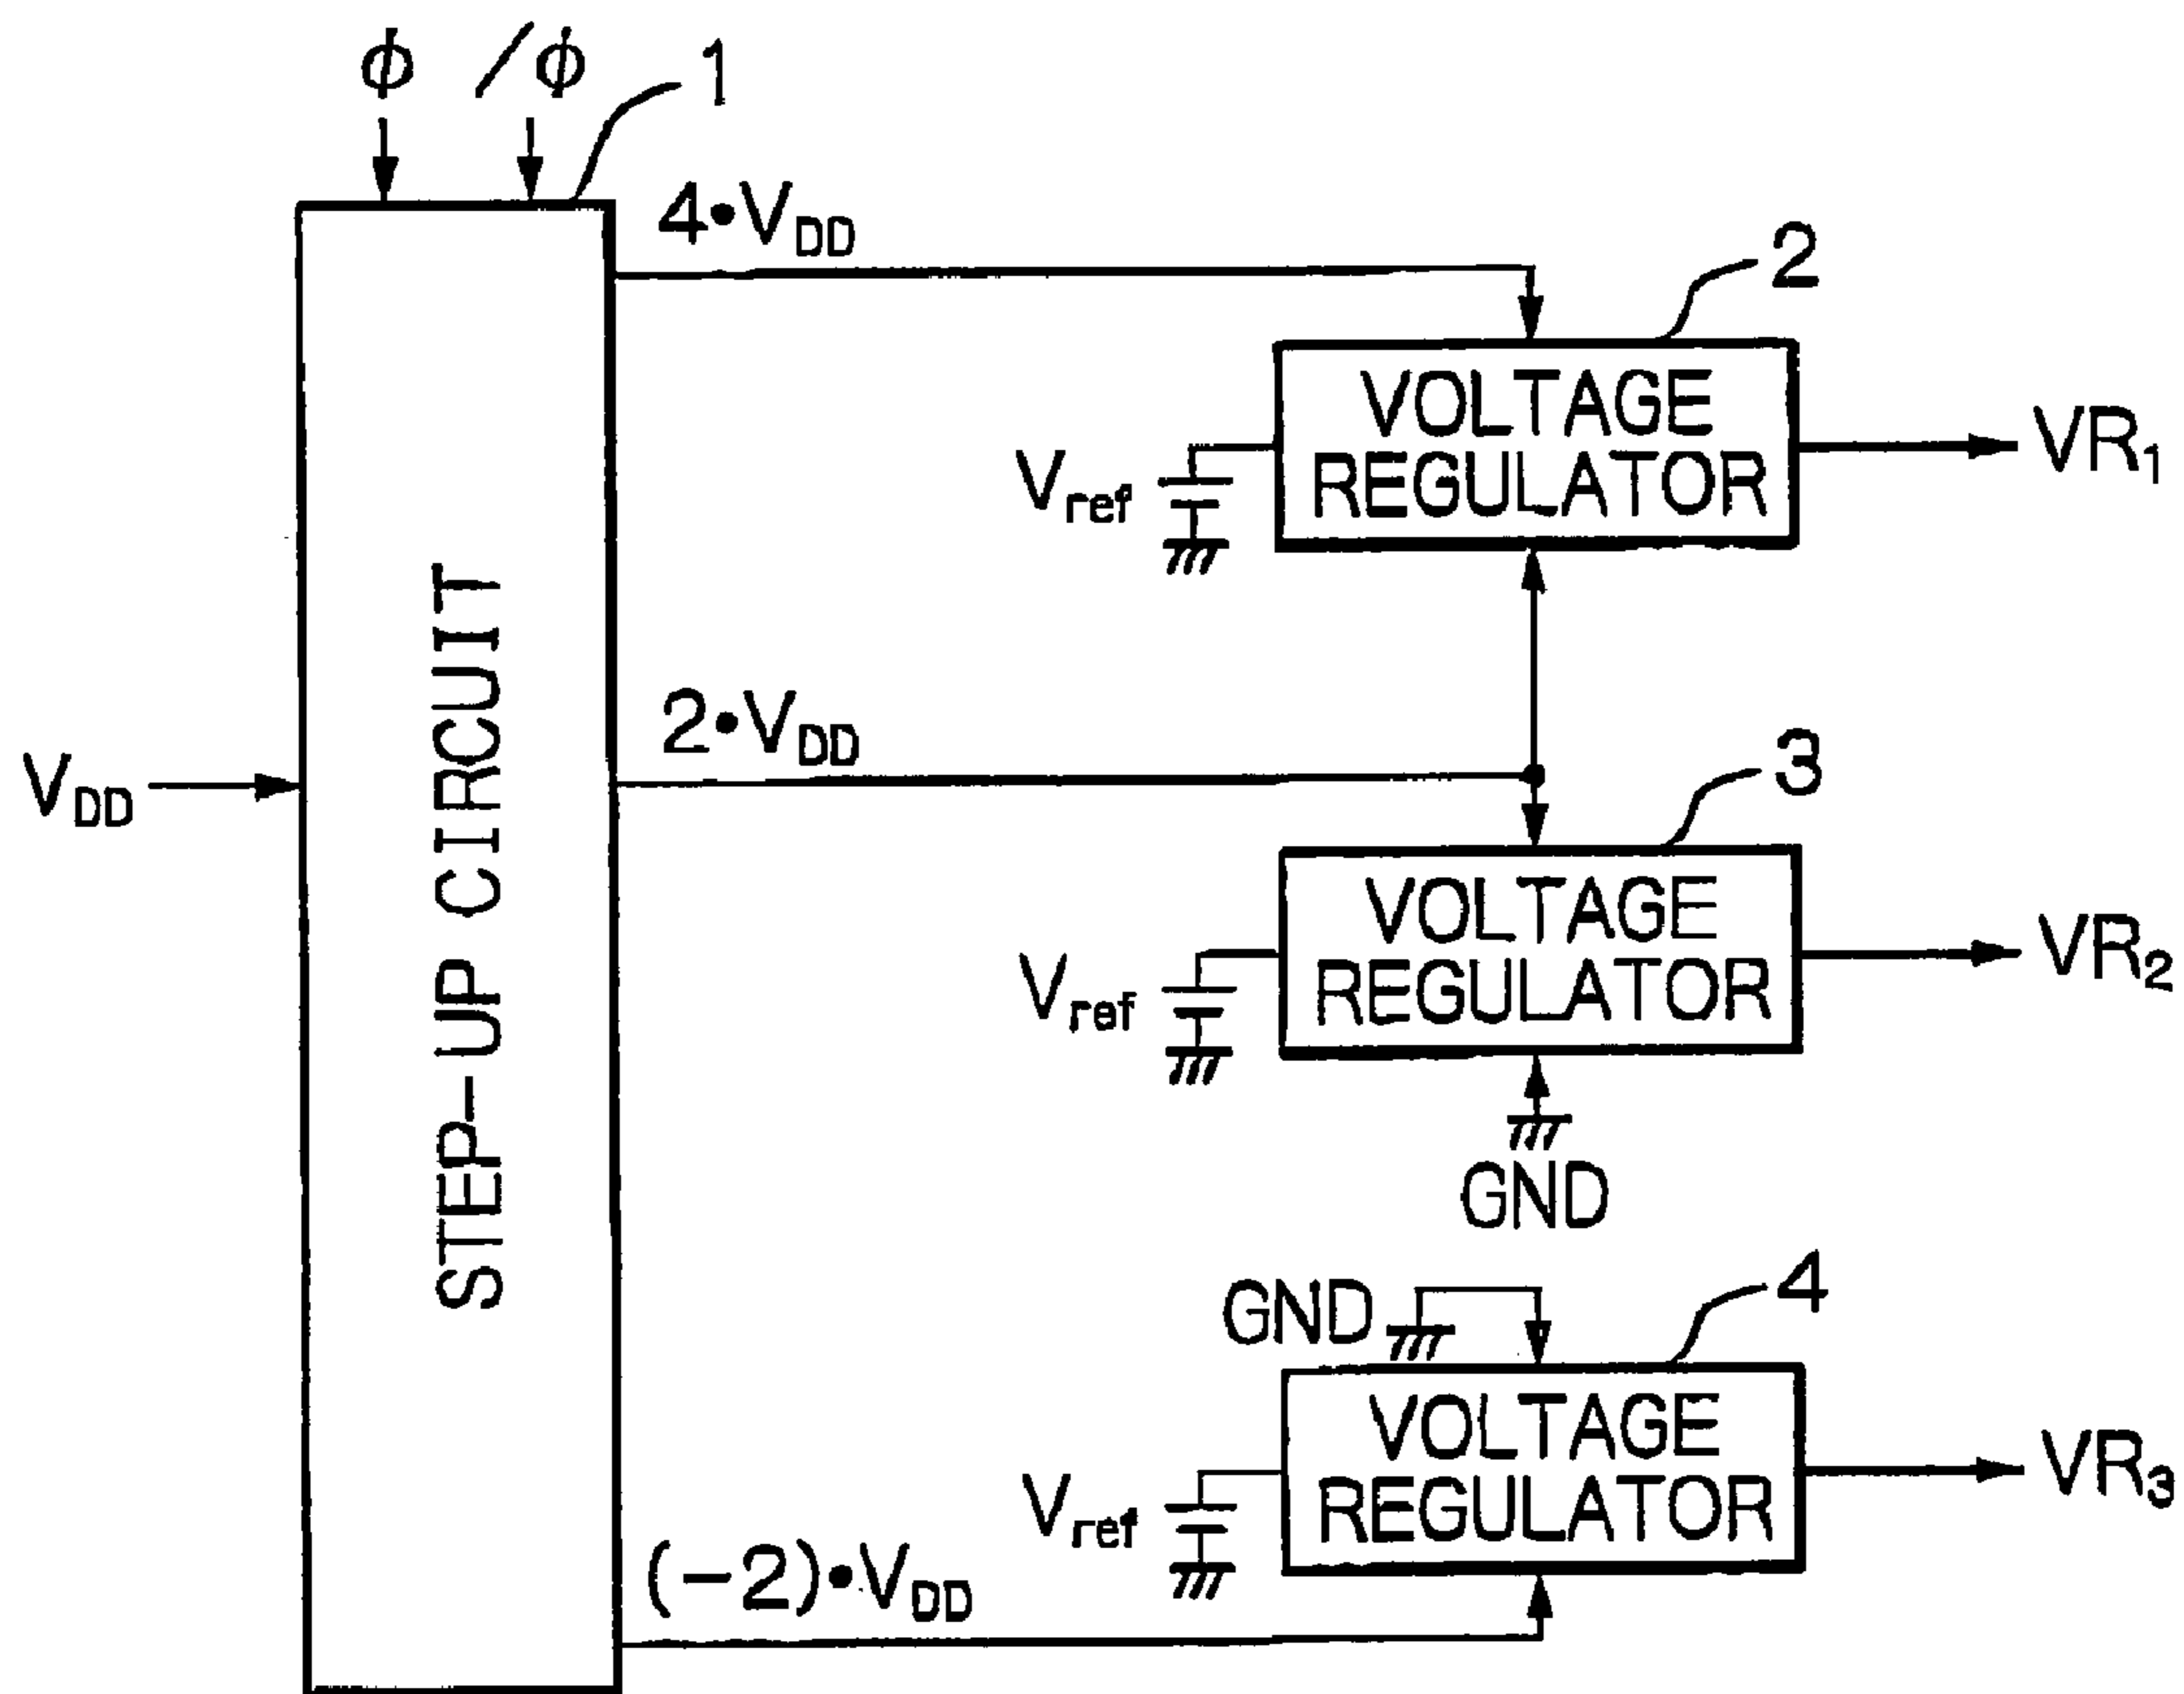 ϕ /ϕ 1
4•VDD
2
VOLTAGE
REGULATOR
Vref
VR1
STEP-UP CIRCUIT
2•VDD
VDD
3
VOLTAGE
REGULATOR
Vref
VR2
GND
GND
4
VOLTAGE
REGULATOR
Vref
VR3
(-2)•VDD